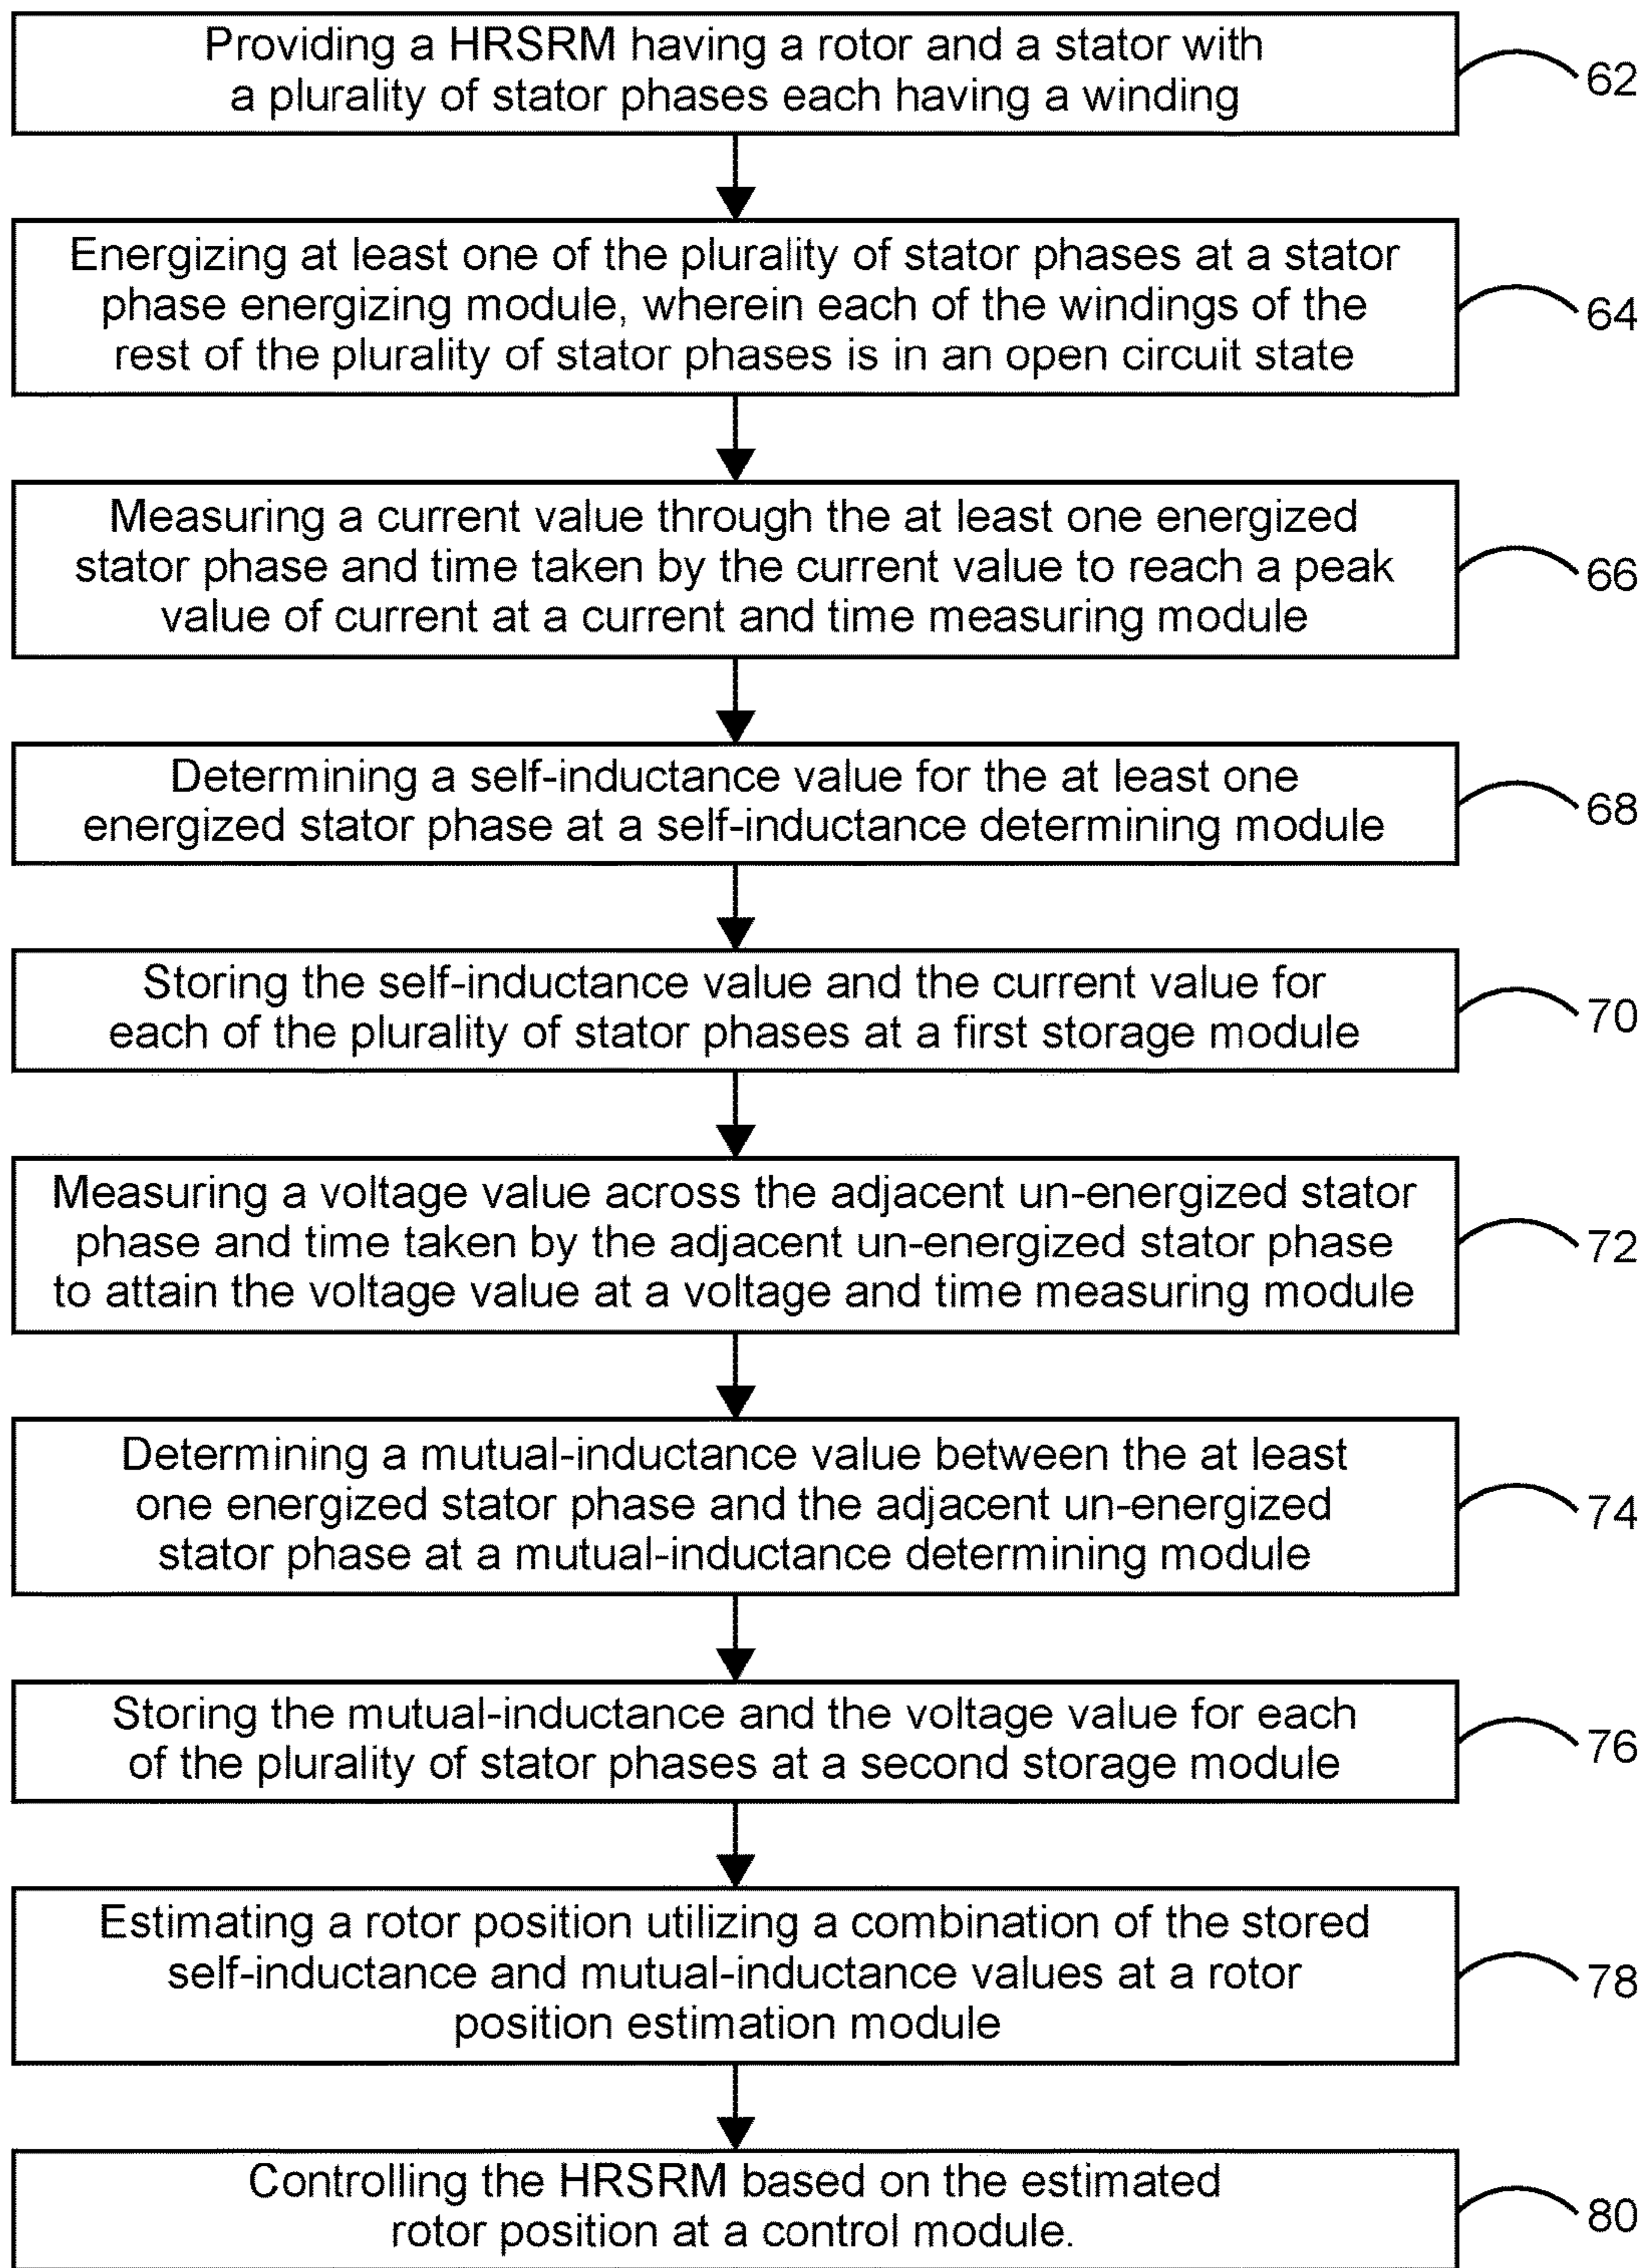 Providing a HRSRM having a rotor and a stator with
a plurality of stator phases each having a winding
62
Energizing at least one of the plurality of stator phases at a stator
phase energizing module, wherein each of the windings of the
rest of the plurality of stator phases is in an open circuit state
64
Measuring a current value through the at least one energized
stator phase and time taken by the current value to reach a peak
value of current at a current and time measuring module
66
Determining a self-inductance value for the at least one
energized stator phase at a self-inductance determining module
68
Storing the self-inductance value and the current value for
each of the plurality of stator phases at a first storage module
70
Measuring a voltage value across the adjacent un-energized stator
phase and time taken by the adjacent un-energized stator phase
to attain the voltage value at a voltage and time measuring module
72
Determining a mutual-inductance value between the at least
one energized stator phase and the adjacent un-energized
stator phase at a mutual-inductance determining module
74
Storing the mutual-inductance and the voltage value for each
of the plurality of stator phases at a second storage module
76
Estimating a rotor position utilizing a combination of the stored
self-inductance and mutual-inductance values at a rotor
position estimation module
78
Controlling the HRSRM based on the estimated
rotor position at a control module.
80